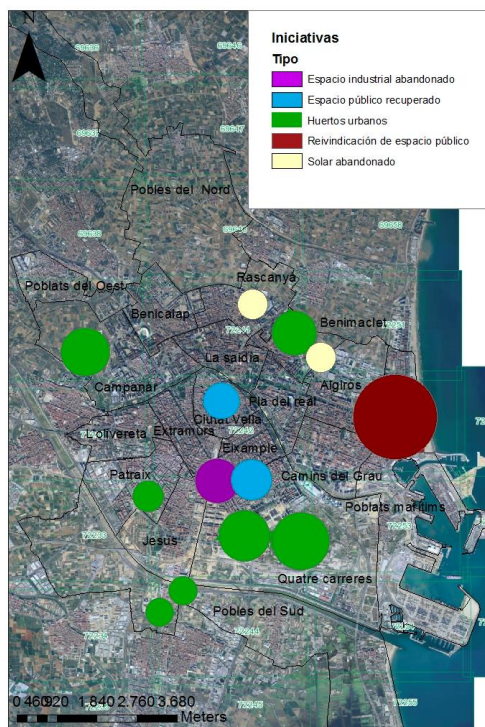 N
Iniciativas
Tipo
Espacio industrial abandonado
Espacio público recuperado
Huertos urbanos
Reivindicación de espacio público
Solar abandonado
Pobles del Nord
Rascanya
Poblats del Oest
Benicalap
Benimaclet
La saidia
Campanar
Algiros
Pla del real
Ciutat Vella
L'olivereta
Extramurs
Eixample
Patraix
Camins del Grau
Poblats maritims
Jesus
Quatre carreres
Pobles del Sud
0 460 920 1.840 2.760 3.680
Meters